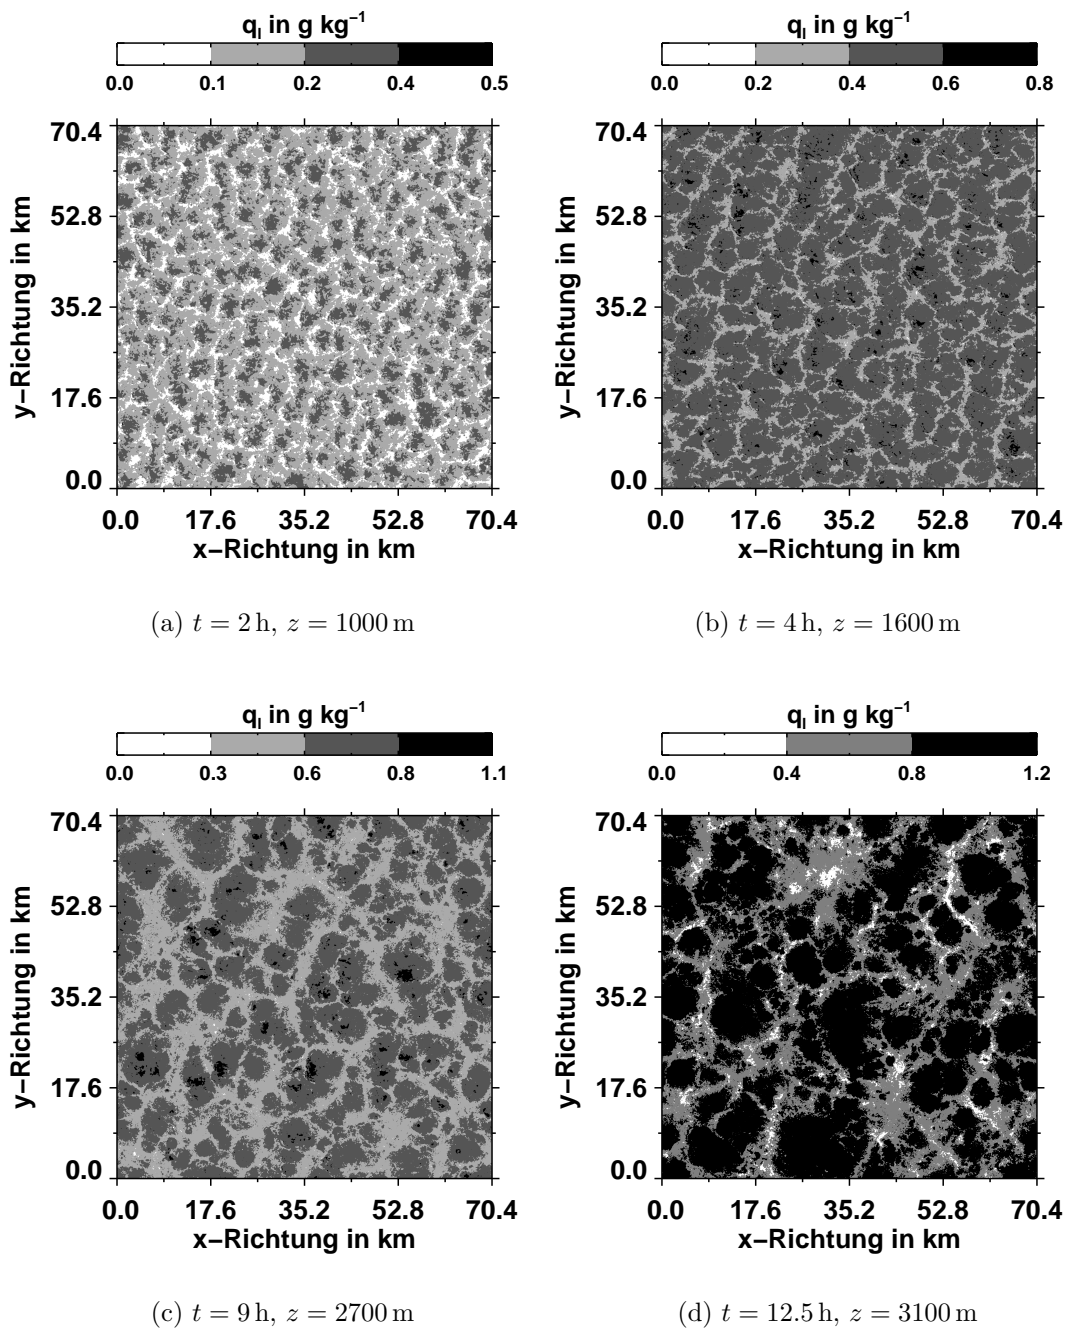 qₗ in g kg⁻¹
0.0 0.1 0.2 0.4 0.5
70.4
52.8
35.2
17.6
0.0
y–Richtung in km
0.0 17.6 35.2 52.8 70.4
x–Richtung in km
(a) t = 2 h, z = 1000 m
qₗ in g kg⁻¹
0.0 0.2 0.4 0.6 0.8
70.4
52.8
35.2
17.6
0.0
y–Richtung in km
0.0 17.6 35.2 52.8 70.4
x–Richtung in km
(b) t = 4 h, z = 1600 m
qₗ in g kg⁻¹
0.0 0.3 0.6 0.8 1.1
70.4
52.8
35.2
17.6
0.0
y–Richtung in km
0.0 17.6 35.2 52.8 70.4
x–Richtung in km
(c) t = 9 h, z = 2700 m
qₗ in g kg⁻¹
0.0 0.4 0.8 1.2
70.4
52.8
35.2
17.6
0.0
y–Richtung in km
0.0 17.6 35.2 52.8 70.4
x–Richtung in km
(d) t = 12.5 h, z = 3100 m